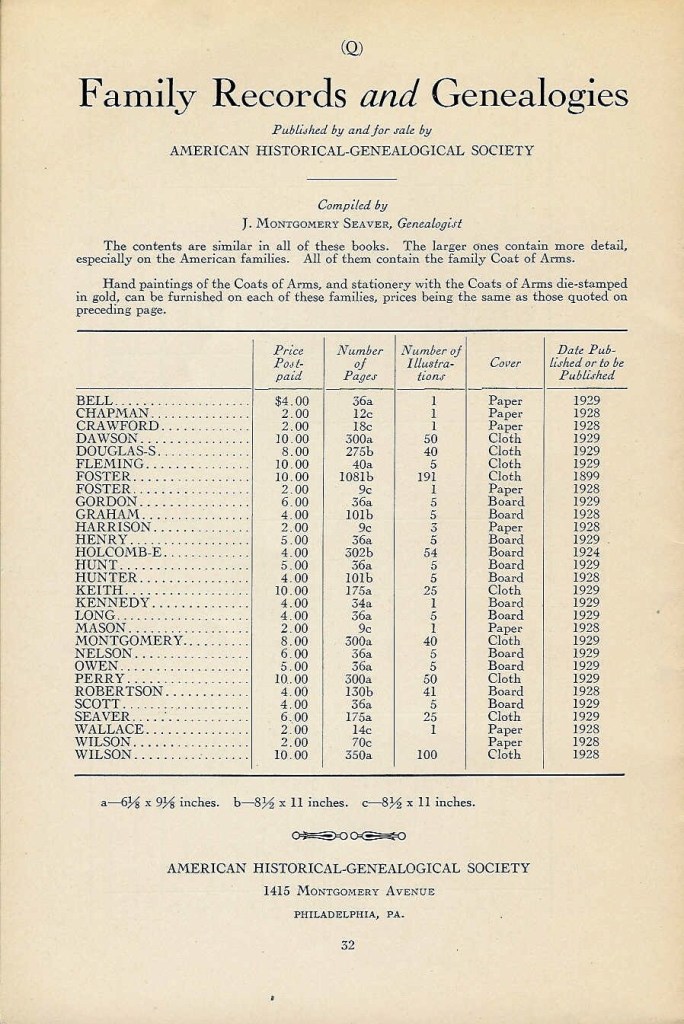 (Q)
Family Records and Genealogies
Published by and for sale by
AMERICAN HISTORICAL-GENEALOGICAL SOCIETY
Compiled by
J. MONTGOMERY SEAVER, Genealogist
The contents are similar in all of these books. The larger ones contain more detail,
especially on the American families. All of them contain the family Coat of Arms.
Hand paintings of the Coats of Arms, and stationery with the Coats of Arms die-stamped
in gold, can be furnished on each of these families, prices being the same as those quoted on
preceding page.
Price Post-paid Number of Pages Number of Illustra-tions Cover Date Pub-lished or to be Published
BELL.................... $4.00 36a 1 Paper 1929
CHAPMAN............... 2.00 12c 1 Paper 1928
CRAWFORD............. 2.00 18c 1 Paper 1928
DAWSON................ 10.00 300a 50 Cloth 1929
DOUGLAS-S.............. 8.00 275b 40 Cloth 1929
FLEMING................ 10.00 40a 5 Cloth 1929
FOSTER................. 10.00 1081b 191 Cloth 1899
FOSTER................. 2.00 9c 1 Paper 1928
GORDON................ 6.00 36a 5 Board 1929
GRAHAM................ 4.00 101b 5 Board 1928
HARRISON............... 2.00 9c 3 Paper 1928
HENRY.................. 5.00 36a 5 Board 1929
HOLCOMB-E............. 4.00 302b 54 Board 1924
HUNT................... 5.00 36a 5 Board 1929
HUNTER................ 4.00 101b 5 Board 1928
KEITH.................. 10.00 175a 25 Cloth 1929
KENNEDY............... 4.00 34a 1 Board 1929
LONG................... 4.00 36a 5 Board 1929
MASON.................. 2.00 9c 1 Paper 1928
MONTGOMERY.......... 8.00 300a 40 Cloth 1929
NELSON................. 6.00 36a 5 Board 1929
OWEN................... 5.00 36a 5 Board 1929
PERRY.................. 10.00 300a 50 Cloth 1929
ROBERTSON............ 4.00 130b 41 Board 1928
SCOTT.................. 4.00 36a 5 Board 1929
SEAVER................. 6.00 175a 25 Cloth 1929
WALLACE............... 2.00 14c 1 Paper 1928
WILSON................. 2.00 70c Paper 1928
WILSON................. 10.00 350a 100 Cloth 1928
a—6⅛ x 9⅛ inches. b—8½ x 11 inches. c—8½ x 11 inches.
AMERICAN HISTORICAL-GENEALOGICAL SOCIETY
1415 MONTGOMERY AVENUE
PHILADELPHIA, PA.
32